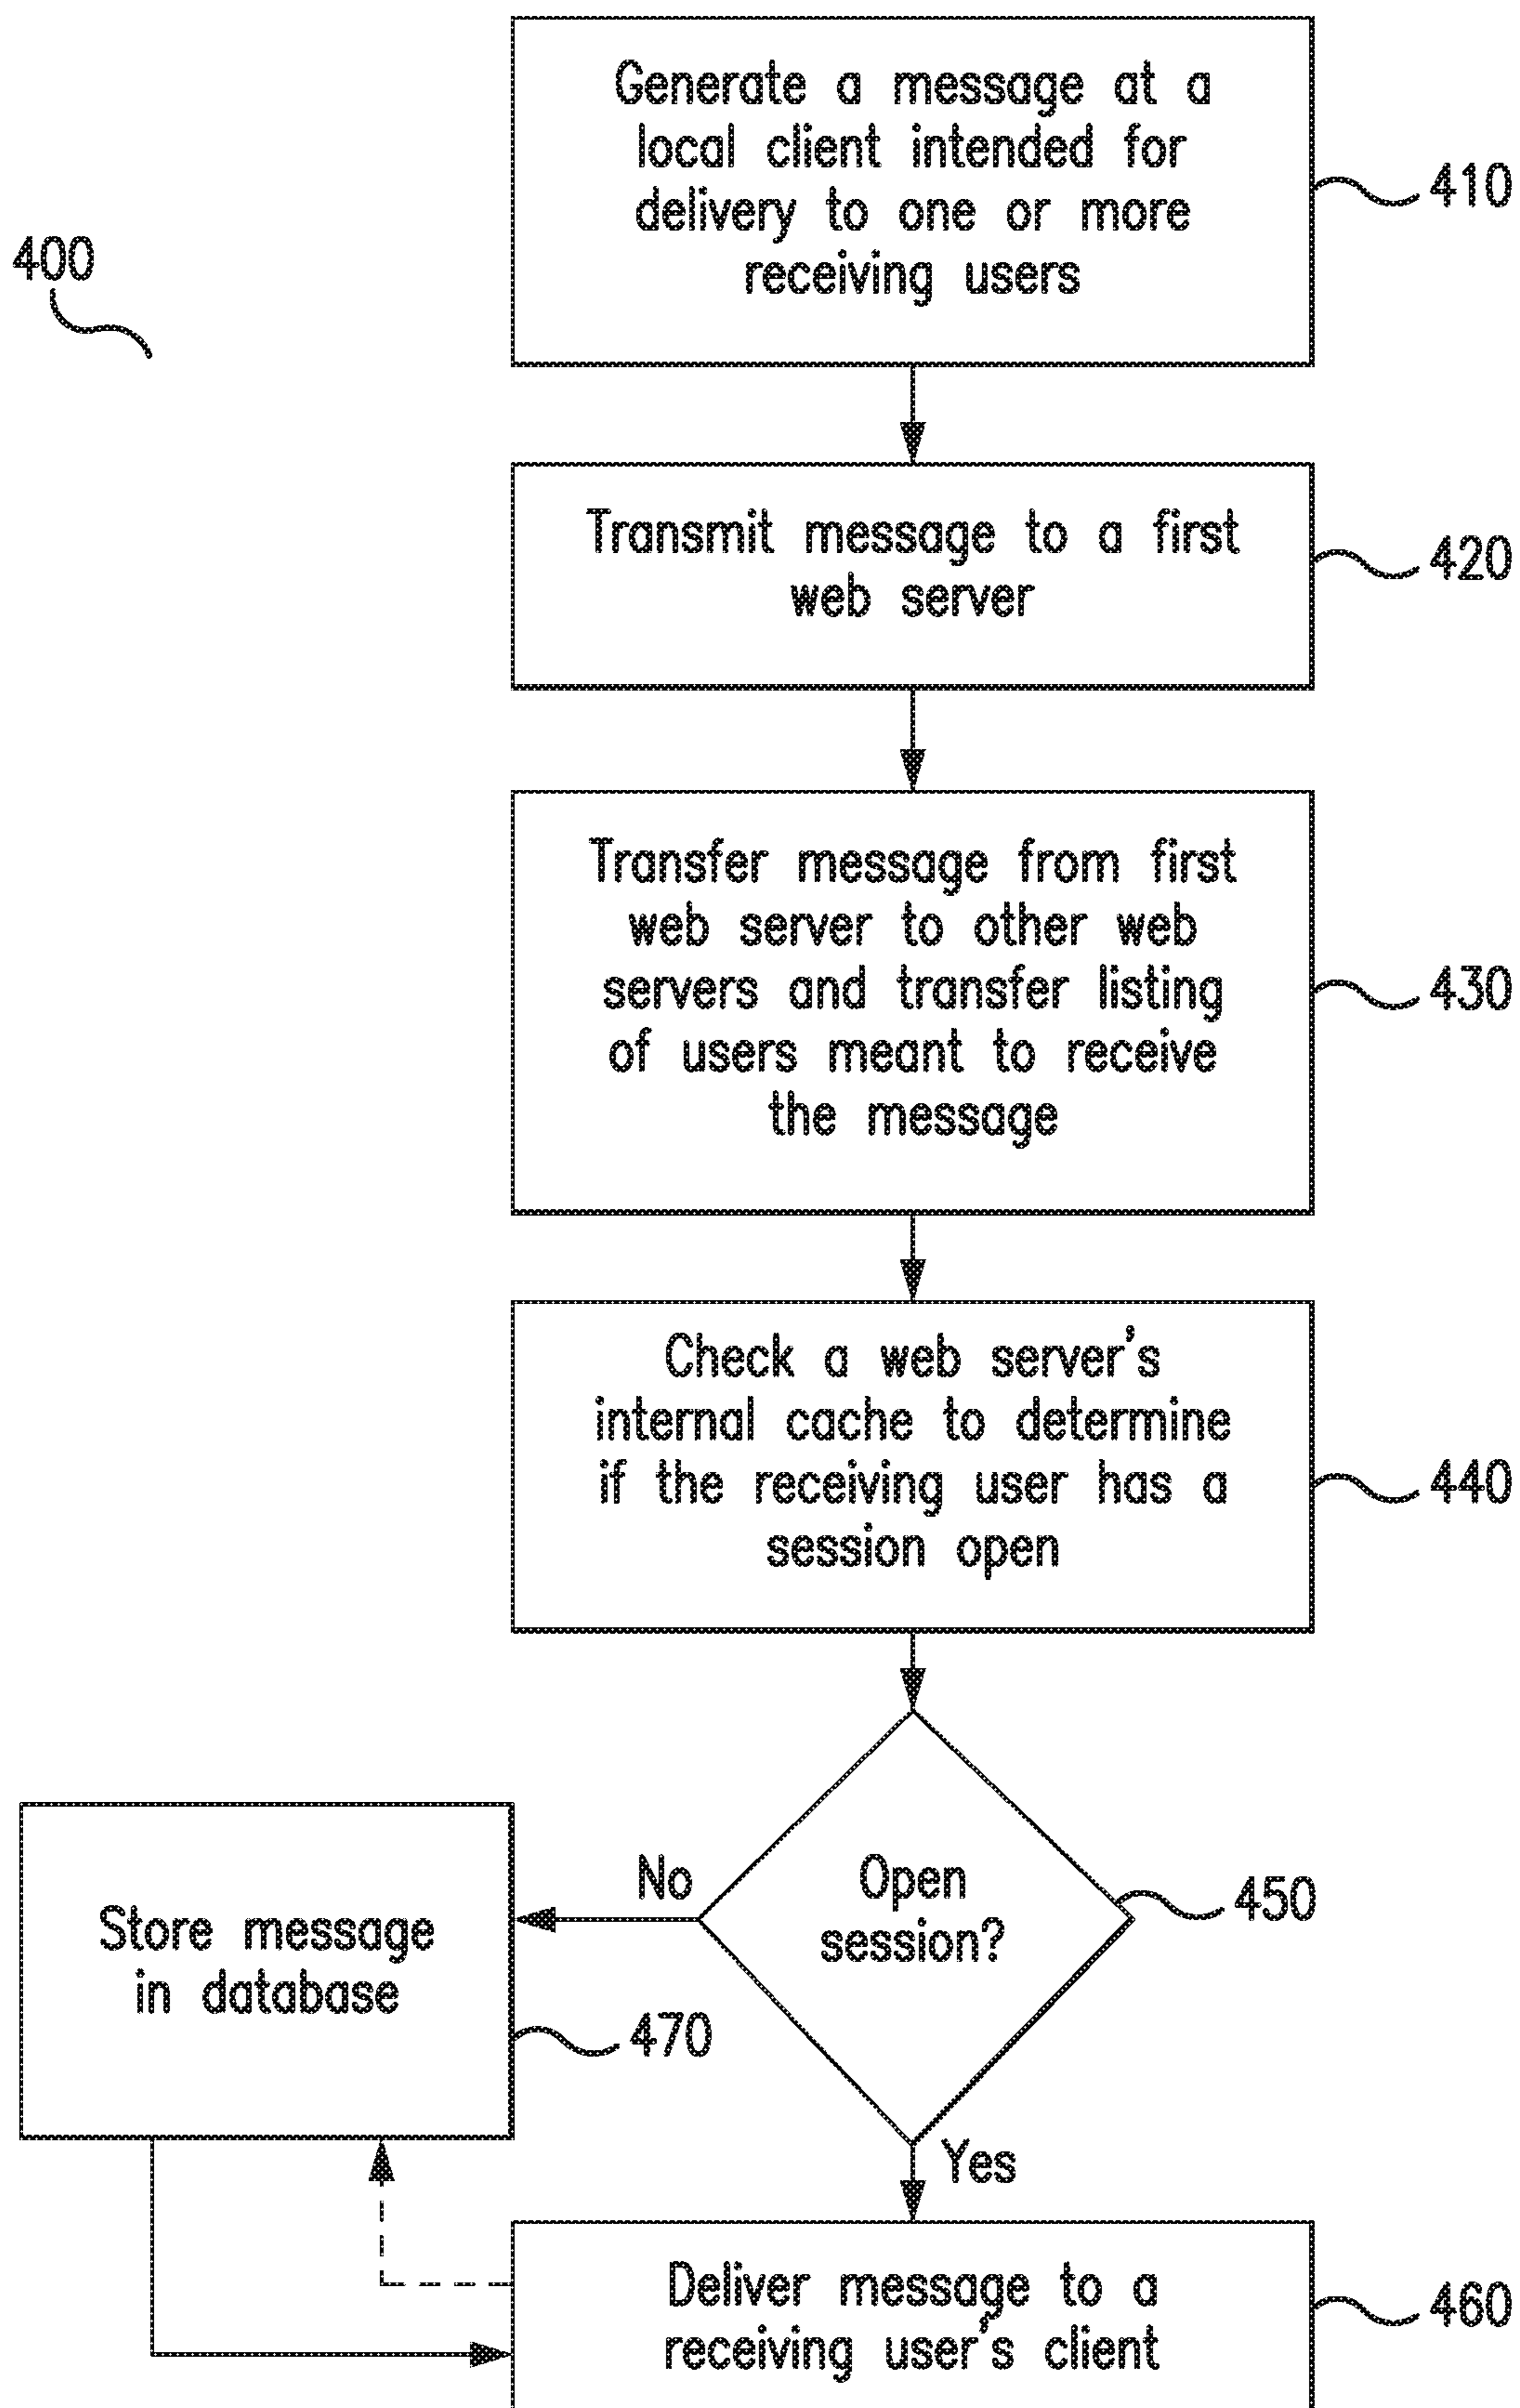 400
Generate a message at a
local client intended for
delivery to one or more
receiving users
410
Transmit message to a first
web server
420
Transfer message from first
web server to other web
servers and transfer listing
of users meant to receive
the message
430
Check a web server's
internal cache to determine
if the receiving user has a
session open
440
Open
session?
450
No
Store message
in database
470
Yes
Deliver message to a
receiving user's client
460